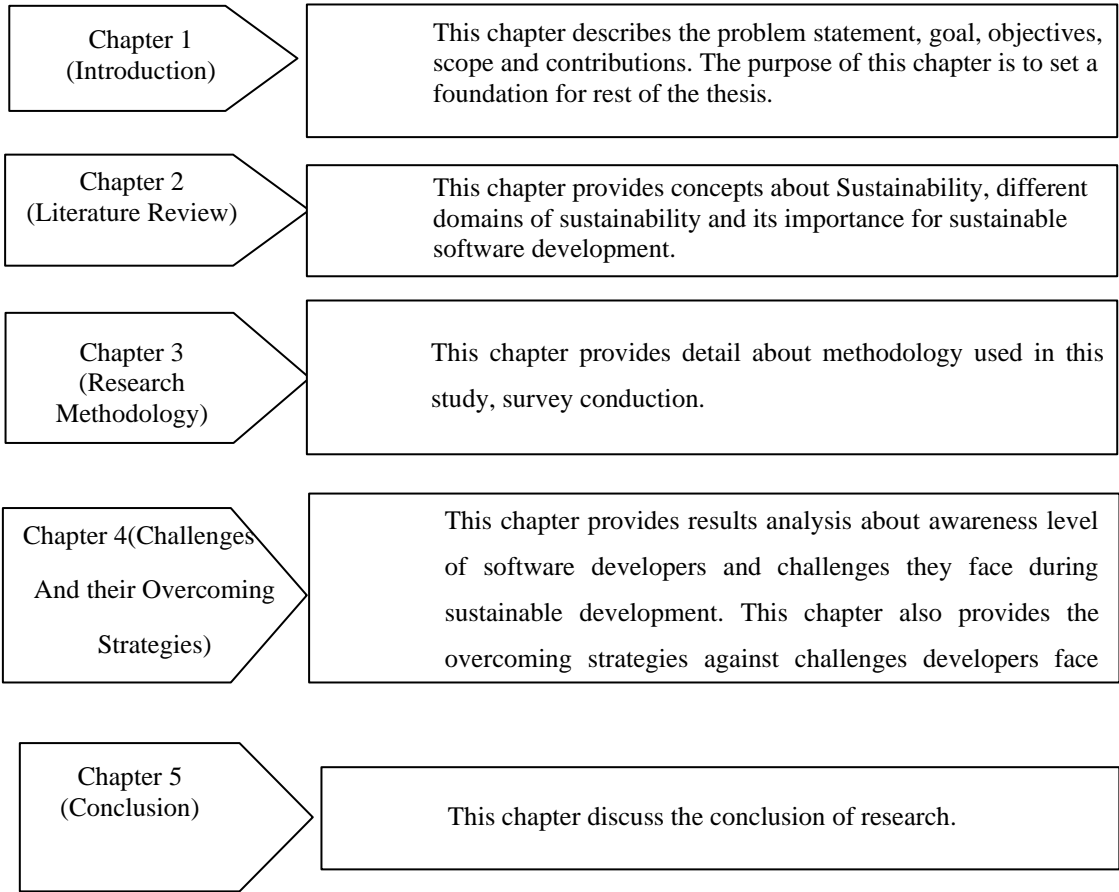 Chapter 1
(Introduction)
This chapter describes the problem statement, goal, objectives,
scope and contributions. The purpose of this chapter is to set a
foundation for rest of the thesis.
Chapter 2
(Literature Review)
This chapter provides concepts about Sustainability, different
domains of sustainability and its importance for sustainable
software development.
Chapter 3
(Research
Methodology)
This chapter provides detail about methodology used in this
study, survey conduction.
Chapter 4(Challenges
And their Overcoming
Strategies)
This chapter provides results analysis about awareness level
of software developers and challenges they face during
sustainable development. This chapter also provides the
overcoming strategies against challenges developers face
Chapter 5
(Conclusion)
This chapter discuss the conclusion of research.